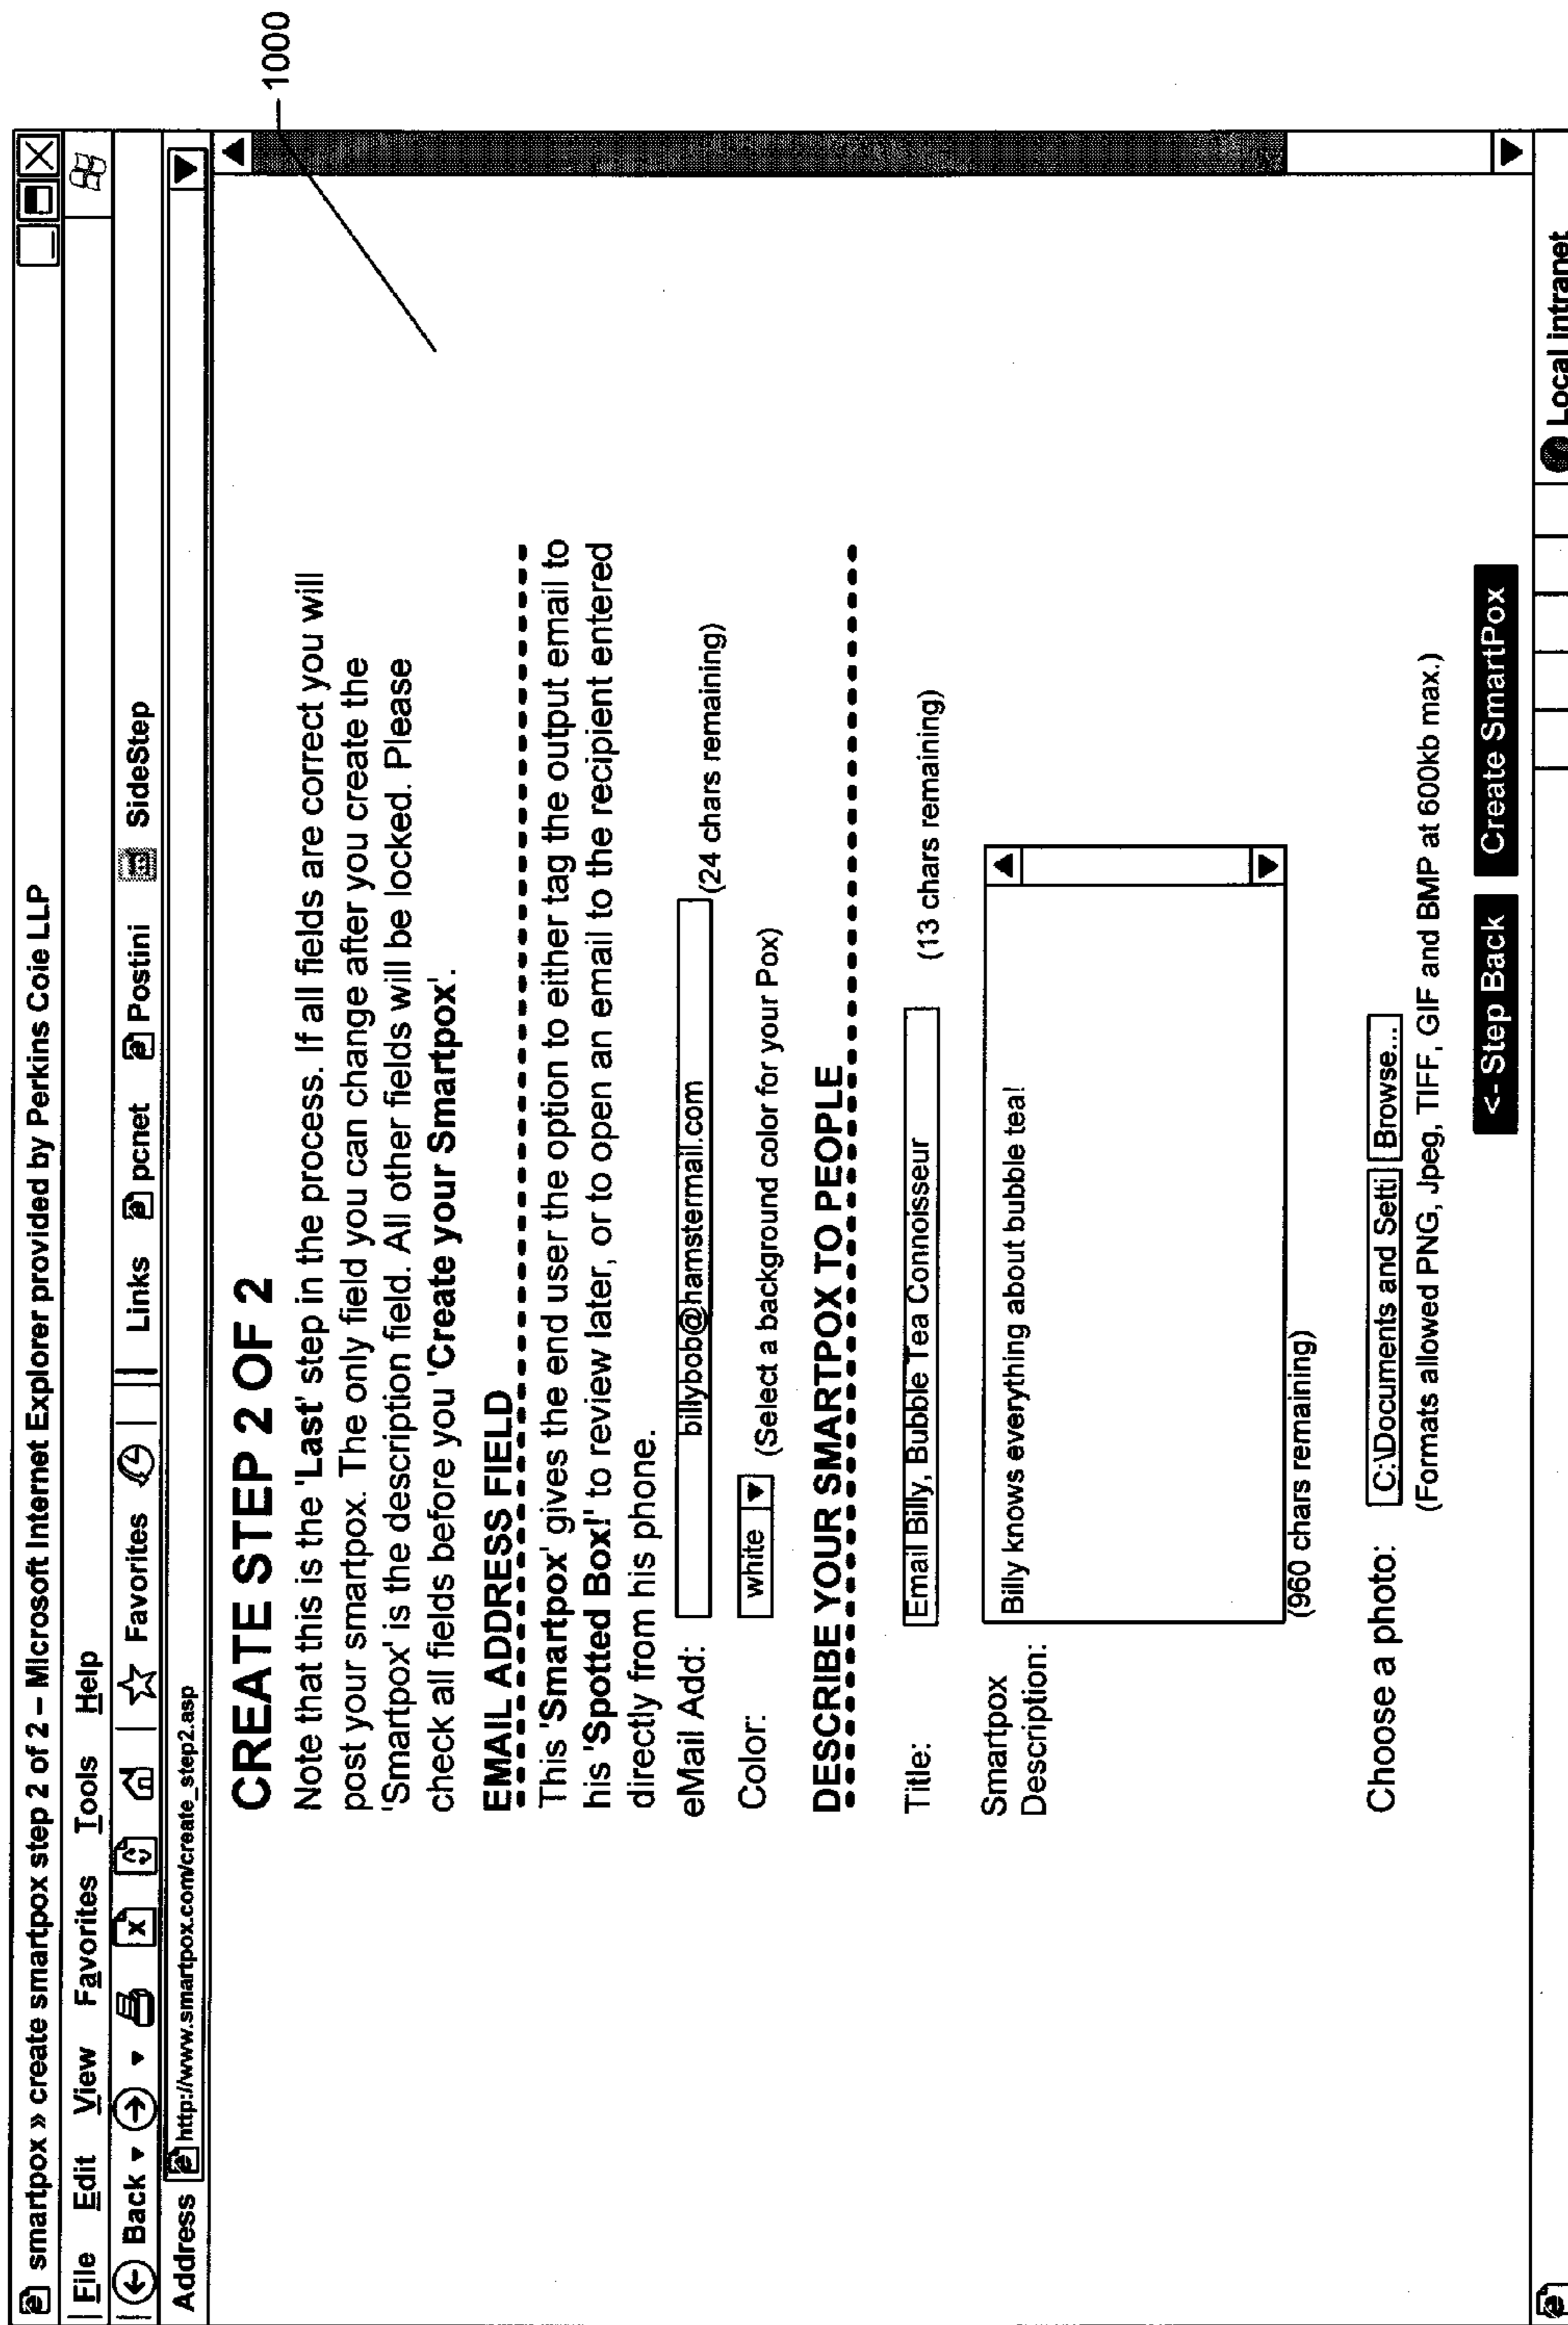 smartpox » create smartpox step 2 of 2 – Microsoft Internet Explorer provided by Perkins Coie LLP
File Edit View Favorites Tools Help
Back Favorites Links pcnet Postini SideStep
Address http://www.smartpox.com/create_step2.asp
1000
CREATE STEP 2 OF 2
Note that this is the 'Last' step in the process. If all fields are correct you will
post your smartpox. The only field you can change after you create the
'Smartpox' is the description field. All other fields will be locked. Please
check all fields before you 'Create your Smartpox'.
EMAIL ADDRESS FIELD
This 'Smartpox' gives the end user the option to either tag the output email to
his 'Spotted Box!' to review later, or to open an email to the recipient entered
directly from his phone.
eMail Add: billybob@hamstermail.com (24 chars remaining)
Color: white (Select a background color for your Pox)
DESCRIBE YOUR SMARTPOX TO PEOPLE
Title: Email Billy, Bubble Tea Connoisseur (13 chars remaining)
Smartpox
Description:
Billy knows everything about bubble tea!
(960 chars remaining)
Choose a photo: C:\Documents and Setti Browse...
(Formats allowed PNG, Jpeg, TIFF, GIF and BMP at 600kb max.)
<- Step Back Create SmartPox
Local intranet